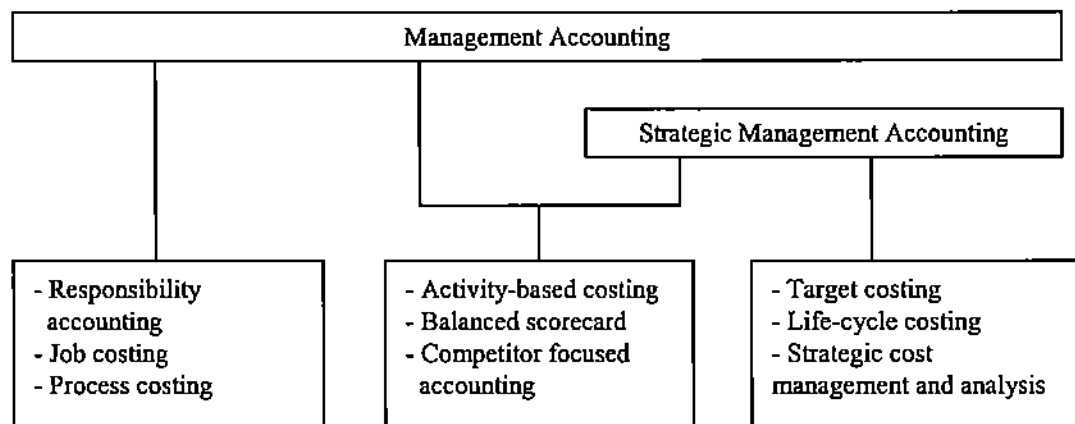 Management Accounting
Strategic Management Accounting
- Responsibility
accounting
- Job costing
- Process costing
- Activity-based costing
- Balanced scorecard
- Competitor focused
accounting
- Target costing
- Life-cycle costing
- Strategic cost
management and analysis